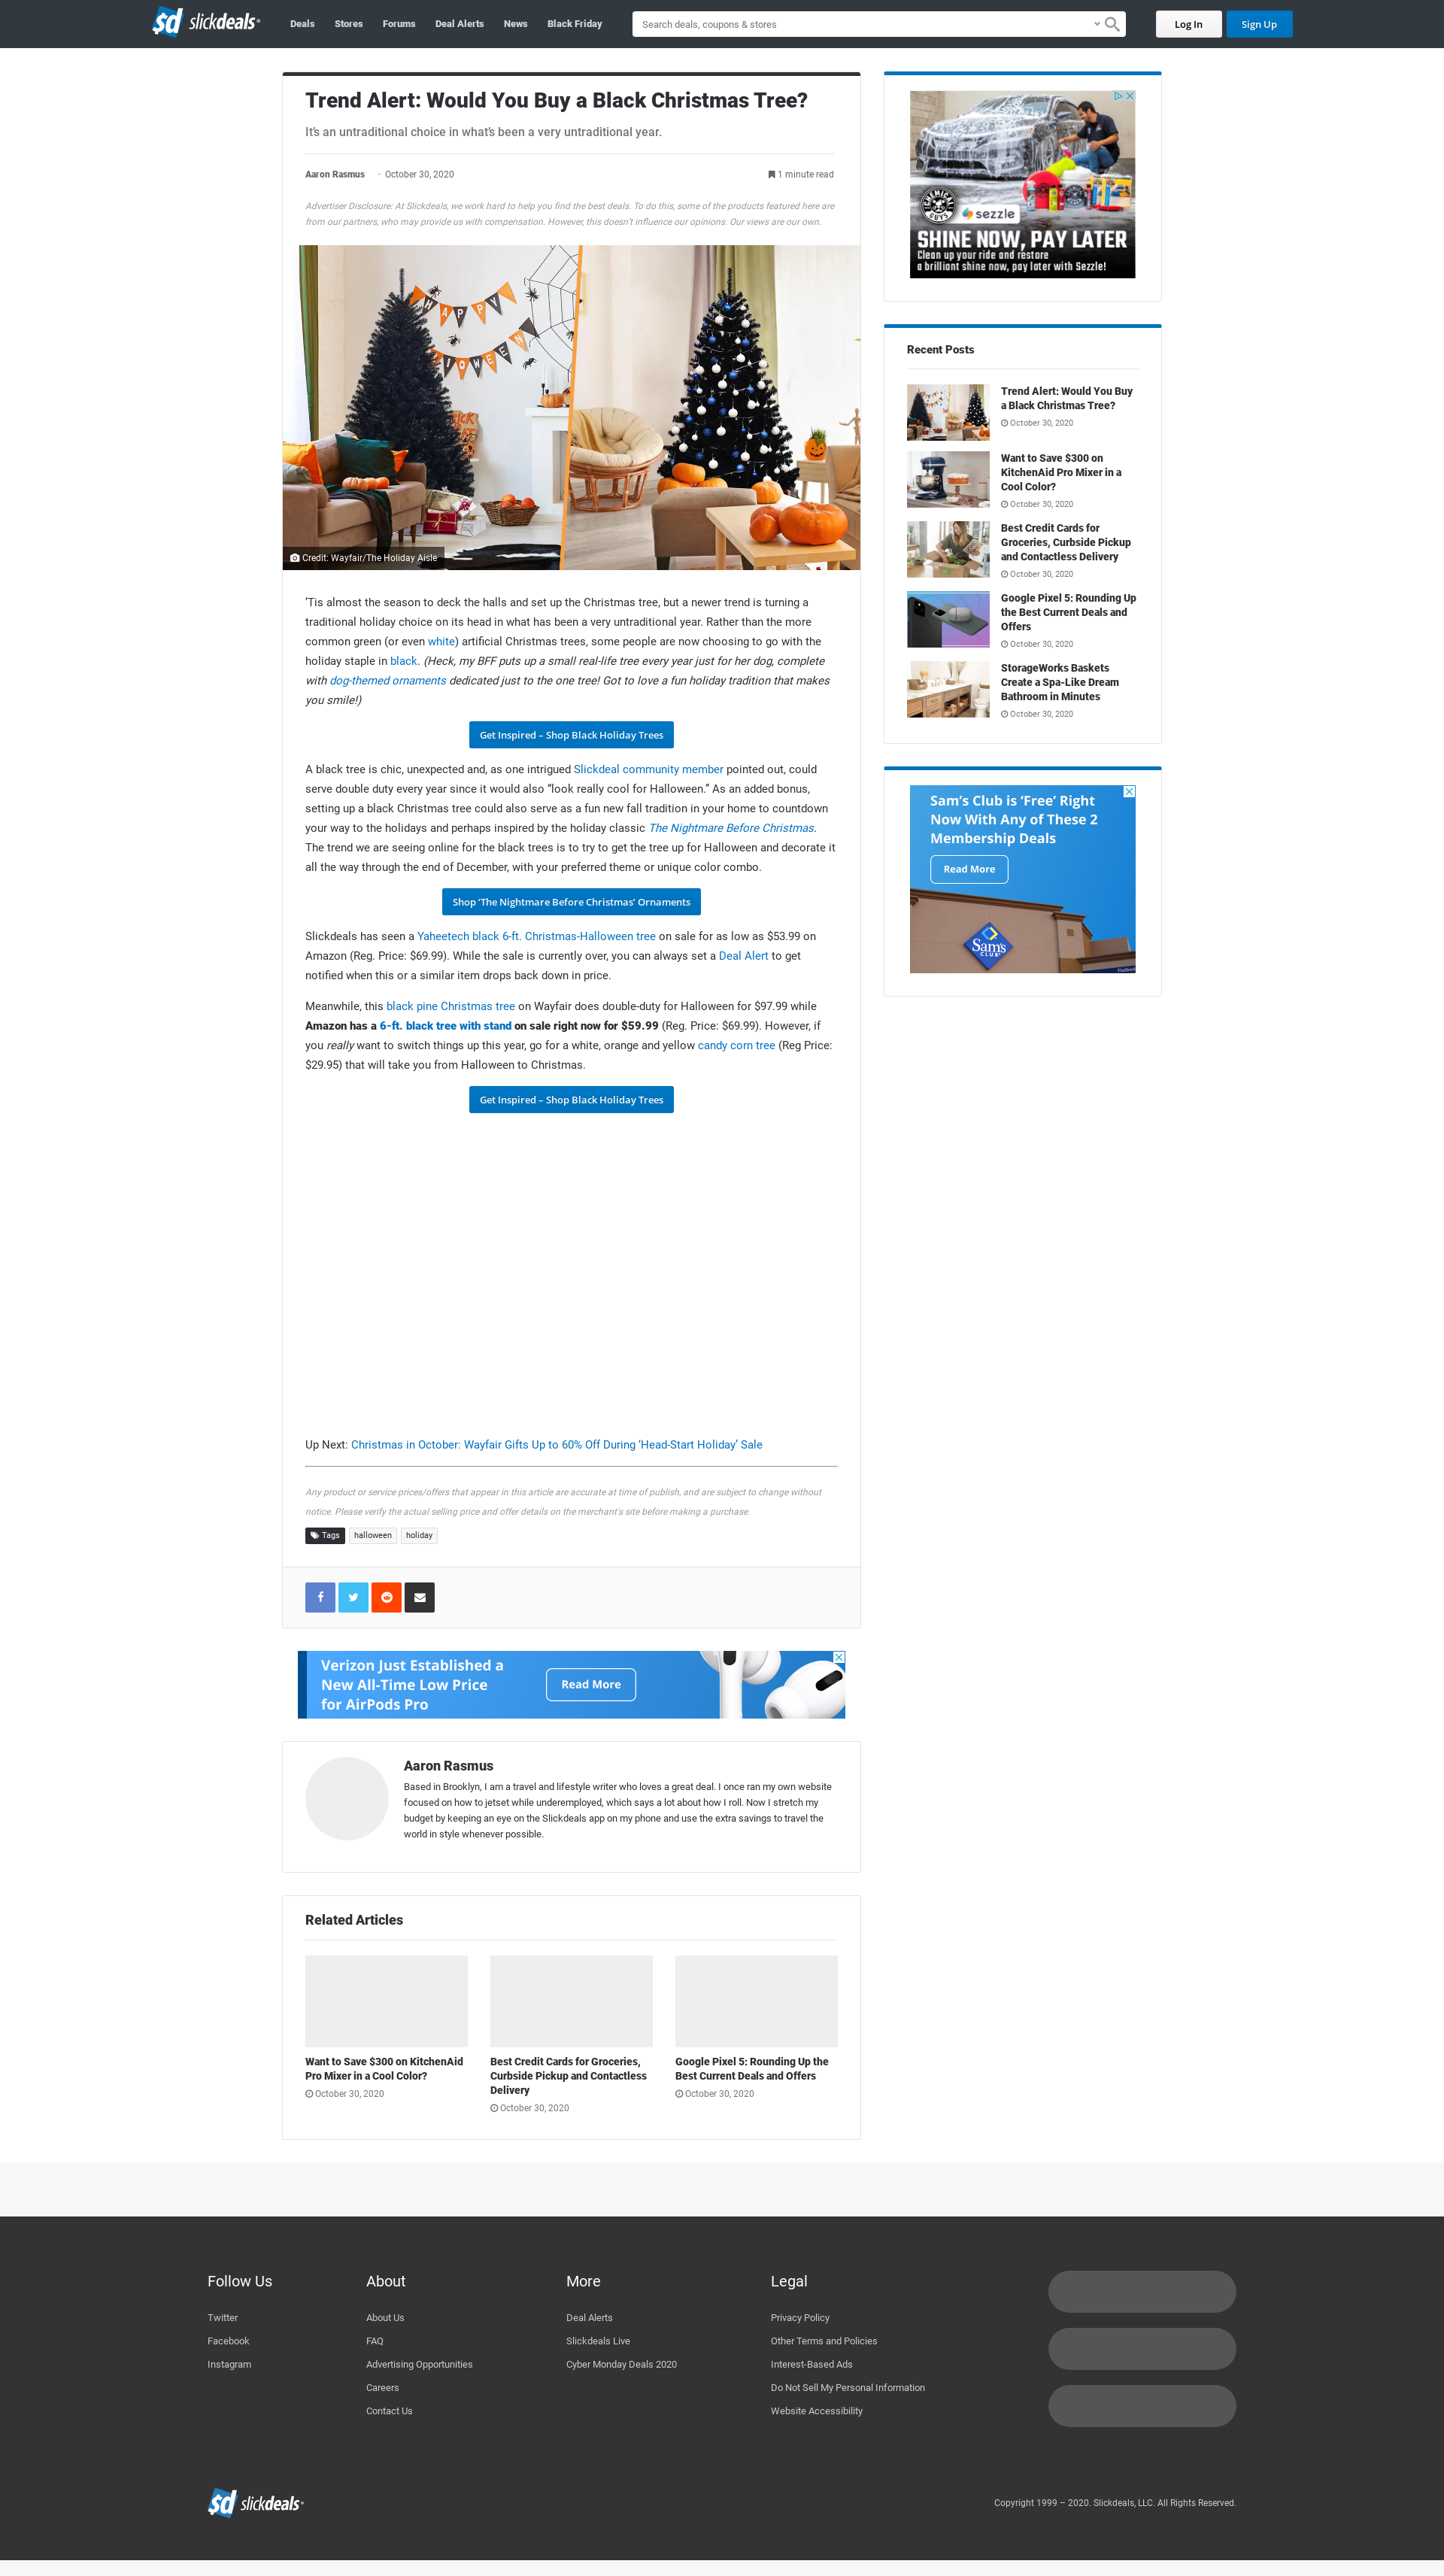 slickdeals
Deals
Stores
Forums
Deal Alerts
News
Black Friday
Search deals, coupons & stores
Log In
Sign Up
Trend Alert: Would You Buy a Black Christmas Tree?
It's an untraditional choice in what's been a very untraditional year.
Aaron Rasmus
· October 30, 2020
1 minute read
Advertiser Disclosure: At Slickdeals, we work hard to help you find the best deals. To do this, some of the products featured here are
from our partners, who may provide us with compensation. However, this doesn't influence our opinions. Our views are our own.
HAPPY
Credit: Wayfair/The Holiday Aisle
'Tis almost the season to deck the halls and set up the Christmas tree, but a newer trend is turning a
traditional holiday choice on its head in what has been a very untraditional year. Rather than the more
common green (or even white) artificial Christmas trees, some people are now choosing to go with the
holiday staple in black. (Heck, my BFF puts up a small real-life tree every year just for her dog, complete
with dog-themed ornaments dedicated just to the one tree! Got to love a fun holiday tradition that makes
you smile!)
Get Inspired – Shop Black Holiday Trees
A black tree is chic, unexpected and, as one intrigued Slickdeal community member pointed out, could
serve double duty every year since it would also “look really cool for Halloween.” As an added bonus,
setting up a black Christmas tree could also serve as a fun new fall tradition in your home to countdown
your way to the holidays and perhaps inspired by the holiday classic The Nightmare Before Christmas.
The trend we are seeing online for the black trees is to try to get the tree up for Halloween and decorate it
all the way through the end of December, with your preferred theme or unique color combo.
Shop ‘The Nightmare Before Christmas’ Ornaments
Slickdeals has seen a Yaheetech black 6-ft. Christmas-Halloween tree on sale for as low as $53.99 on
Amazon (Reg. Price: $69.99). While the sale is currently over, you can always set a Deal Alert to get
notified when this or a similar item drops back down in price.
Meanwhile, this black pine Christmas tree on Wayfair does double-duty for Halloween for $97.99 while
Amazon has a 6-ft. black tree with stand on sale right now for $59.99 (Reg. Price: $69.99). However, if
you really want to switch things up this year, go for a white, orange and yellow candy corn tree (Reg Price:
$29.95) that will take you from Halloween to Christmas.
Get Inspired – Shop Black Holiday Trees
Up Next: Christmas in October: Wayfair Gifts Up to 60% Off During ‘Head-Start Holiday’ Sale
Any product or service prices/offers that appear in this article are accurate at time of publish, and are subject to change without
notice. Please verify the actual selling price and offer details on the merchant's site before making a purchase.
Tags
halloween
holiday
Verizon Just Established a
New All-Time Low Price
for AirPods Pro
Read More
Aaron Rasmus
Based in Brooklyn, I am a travel and lifestyle writer who loves a great deal. I once ran my own website
focused on how to jetset while underemployed, which says a lot about how I roll. Now I stretch my
budget by keeping an eye on the Slickdeals app on my phone and use the extra savings to travel the
world in style whenever possible.
Related Articles
Want to Save $300 on KitchenAid
Pro Mixer in a Cool Color?
October 30, 2020
Best Credit Cards for Groceries,
Curbside Pickup and Contactless
Delivery
October 30, 2020
Google Pixel 5: Rounding Up the
Best Current Deals and Offers
October 30, 2020
CHEMICAL
GUYS
sezzle
SHINE NOW, PAY LATER
Clean up your ride and restore
a brilliant shine now, pay later with Sezzle!
Recent Posts
Trend Alert: Would You Buy
a Black Christmas Tree?
October 30, 2020
Want to Save $300 on
KitchenAid Pro Mixer in a
Cool Color?
October 30, 2020
Best Credit Cards for
Groceries, Curbside Pickup
and Contactless Delivery
October 30, 2020
Google Pixel 5: Rounding Up
the Best Current Deals and
Offers
October 30, 2020
StorageWorks Baskets
Create a Spa-Like Dream
Bathroom in Minutes
October 30, 2020
Sam’s Club is ‘Free’ Right
Now With Any of These 2
Membership Deals
Read More
Sam's
CLUB
Follow Us
Twitter
Facebook
Instagram
About
About Us
FAQ
Advertising Opportunities
Careers
Contact Us
More
Deal Alerts
Slickdeals Live
Cyber Monday Deals 2020
Legal
Privacy Policy
Other Terms and Policies
Interest-Based Ads
Do Not Sell My Personal Information
Website Accessibility
slickdeals
Copyright 1999 – 2020. Slickdeals, LLC. All Rights Reserved.